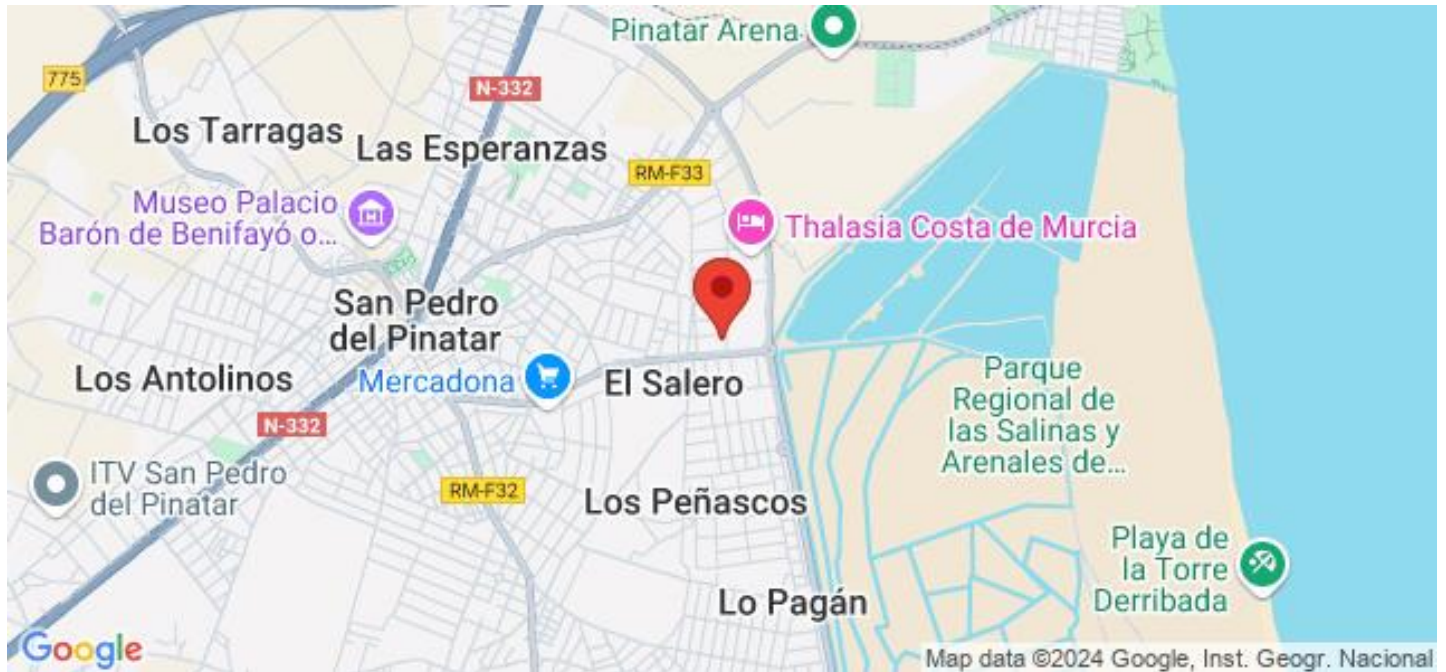 Pinatar Arena
775
N-332
Los Tarragas
Las Esperanzas
RM-F33
Museo Palacio
Barón de Benifayó o...
Thalasia Costa de Murcia
San Pedro
del Pinatar
Los Antolinos
Mercadona
El Salero
Parque
Regional de
las Salinas y
Arenales de...
N-332
ITV San Pedro
del Pinatar
RM-F32
Los Peñascos
Playa de
la Torre
Derribada
Lo Pagán
Google
Map data ©2024 Google, Inst. Geogr. Nacional